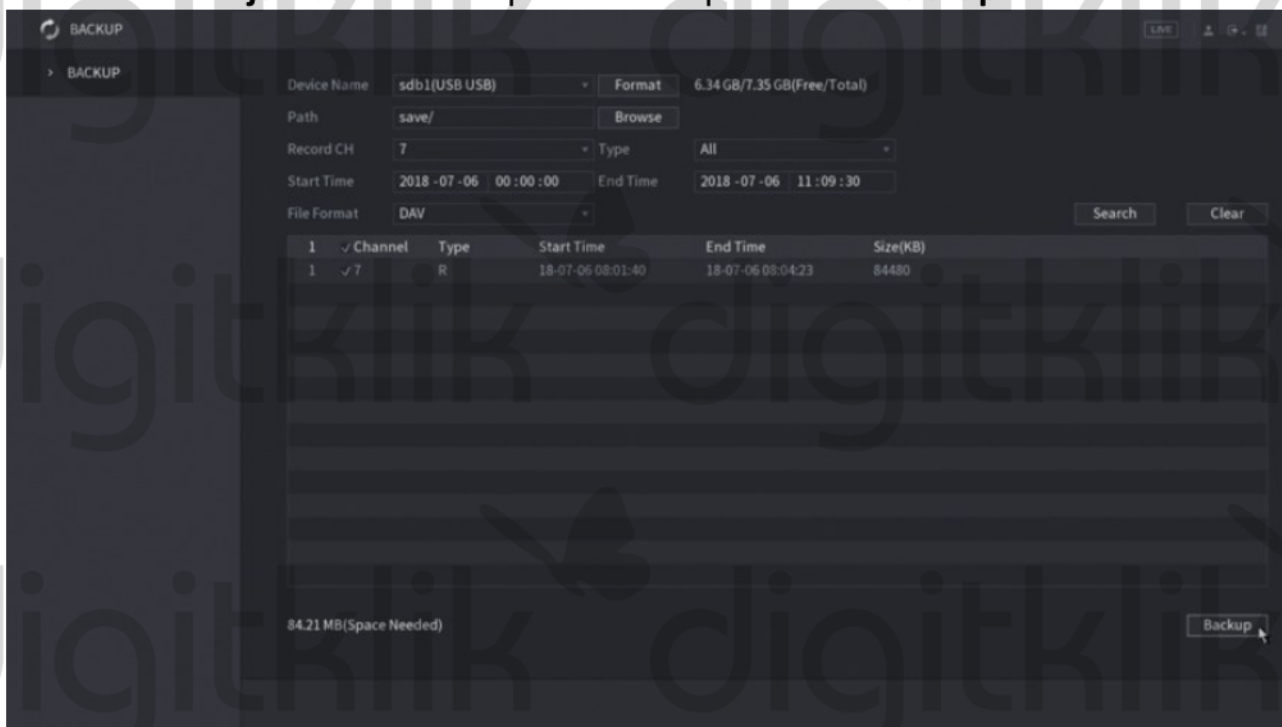 BACKUP
LIVE
BACKUP
Device Name sdb1(USB USB) Format 6.34 GB/7.35 GB(Free/Total)
Path save/ Browse
Record CH 7 Type All
Start Time 2018 -07 -06 00 :00 :00 End Time 2018 -07 -06 11 :09 :30
File Format DAV Search Clear
1 Channel Type Start Time End Time Size(KB)
1 7 R 18-07-06 08:01:40 18-07-06 08:04:23 84480
84.21 MB(Space Needed)
Backup
digitklik digitklik
digitklik digitklik